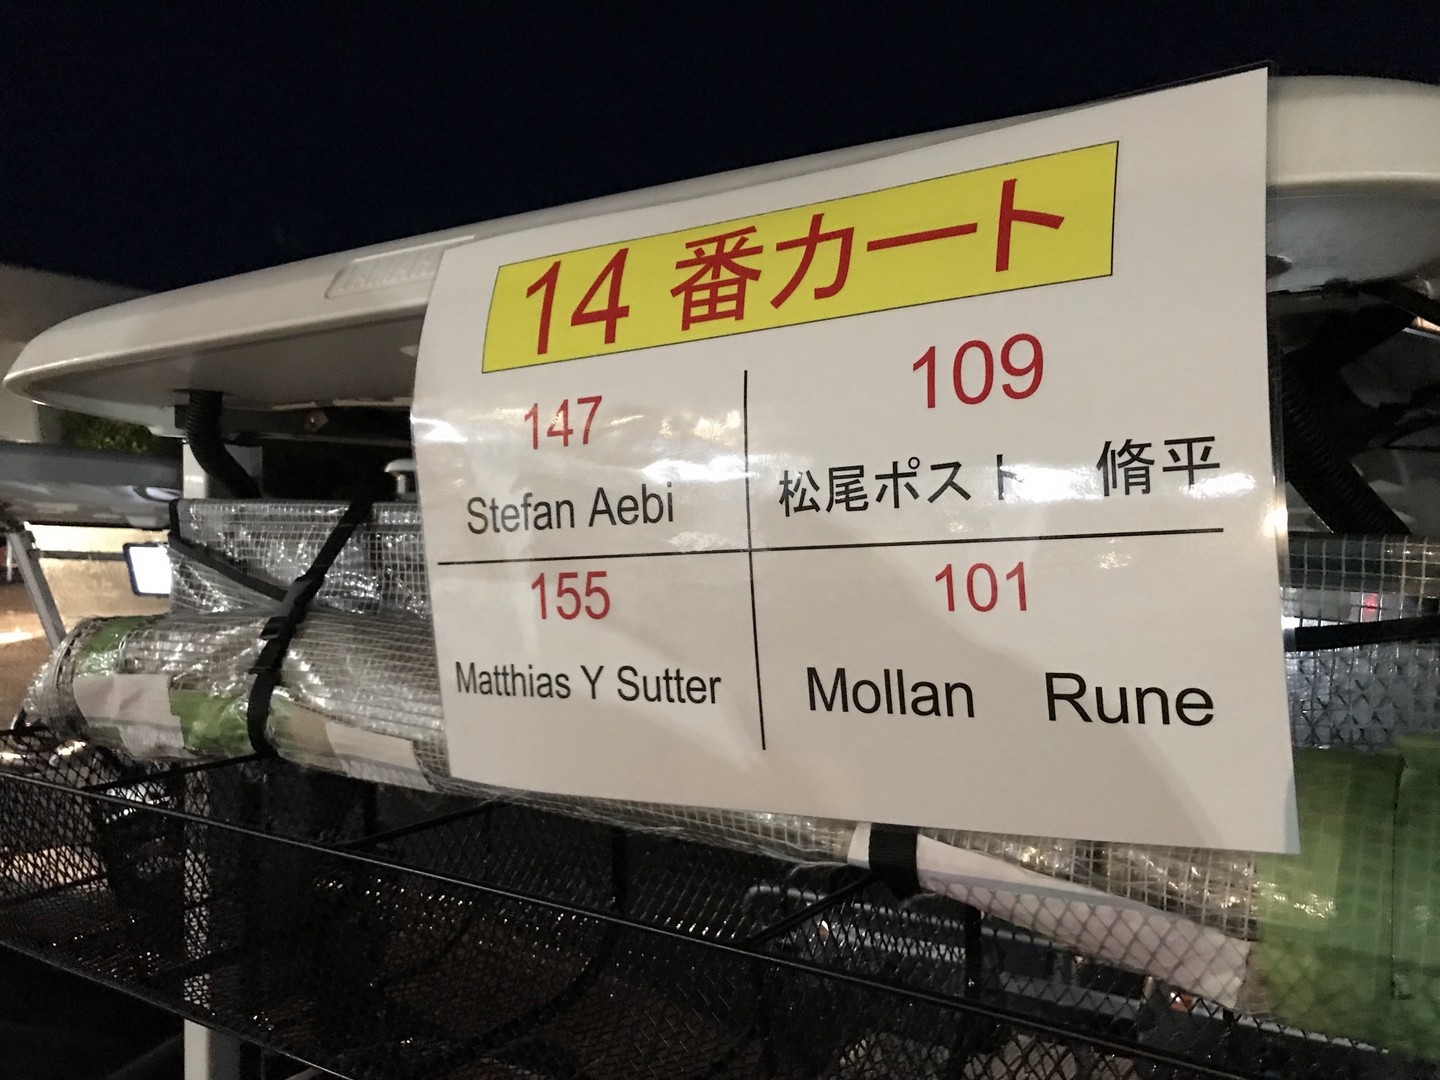 14 番カート
147
109
Stefan Aebi
松尾ポスト 脩平
155
101
Matthias Y Sutter
Mollan Rune